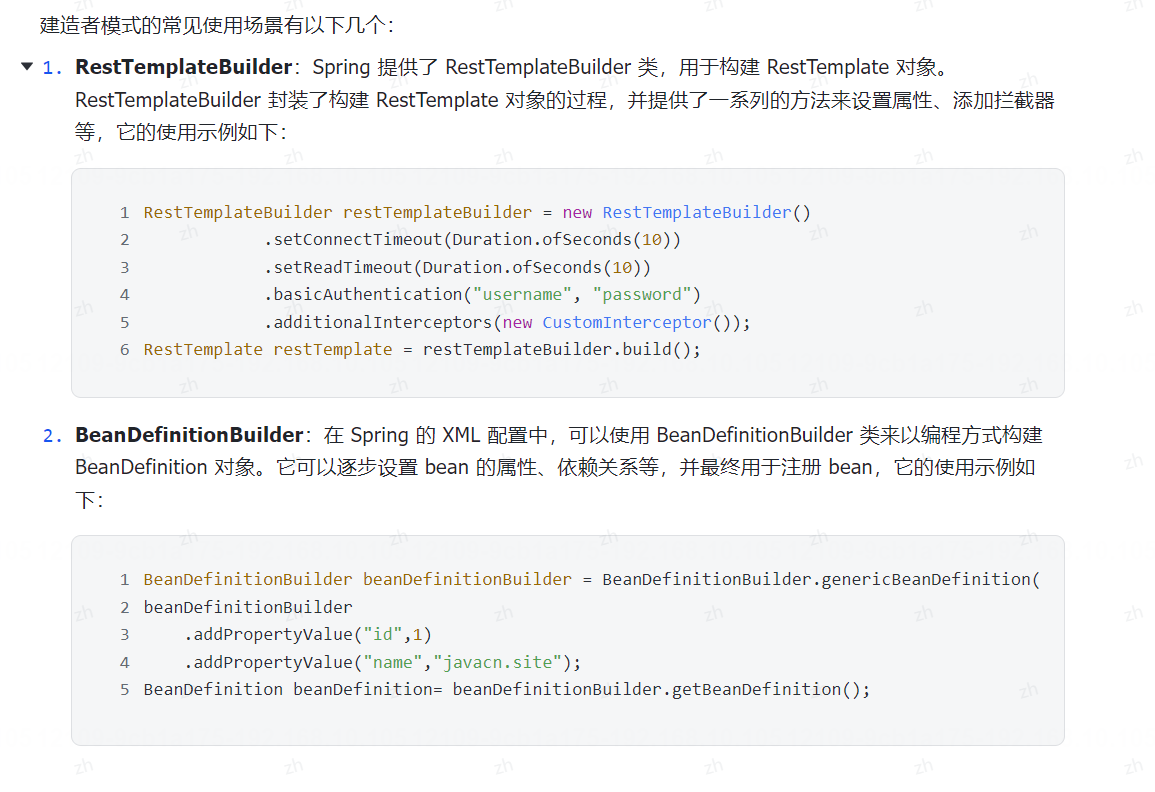 建造者模式的常见使用场景有以下几个：
1. RestTemplateBuilder：Spring 提供了 RestTemplateBuilder 类，用于构建 RestTemplate 对象。
RestTemplateBuilder 封装了构建 RestTemplate 对象的过程，并提供了一系列的方法来设置属性、添加拦截器
等，它的使用示例如下：
1 RestTemplateBuilder restTemplateBuilder = new RestTemplateBuilder()
2 .setConnectTimeout(Duration.ofSeconds(10))
3 .setReadTimeout(Duration.ofSeconds(10))
4 .basicAuthentication("username", "password")
5 .additionalInterceptors(new CustomInterceptor());
6 RestTemplate restTemplate = restTemplateBuilder.build();
2. BeanDefinitionBuilder：在 Spring 的 XML 配置中，可以使用 BeanDefinitionBuilder 类来以编程方式构建
BeanDefinition 对象。它可以逐步设置 bean 的属性、依赖关系等，并最终用于注册 bean，它的使用示例如
下：
1 BeanDefinitionBuilder beanDefinitionBuilder = BeanDefinitionBuilder.genericBeanDefinition(
2 beanDefinitionBuilder
3 .addPropertyValue("id",1)
4 .addPropertyValue("name","javacn.site");
5 BeanDefinition beanDefinition= beanDefinitionBuilder.getBeanDefinition();